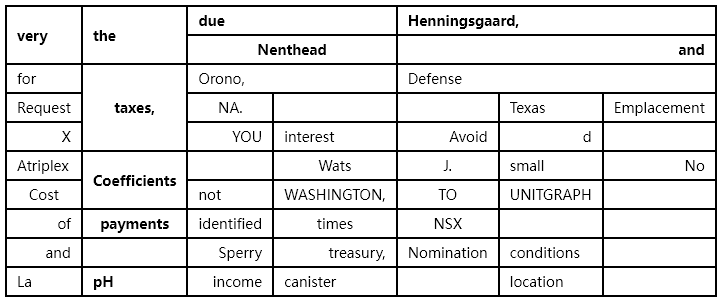 very the due Henningsgaard,
Nenthead and
for taxes, Orono, Defense
Request NA. Texas Emplacement
X YOU interest Avoid d
Atriplex Coefficients Wats J. small No
Cost not WASHINGTON, TO UNITGRAPH
of payments identified times NSX
and Sperry treasury, Nomination conditions
La pH income canister location